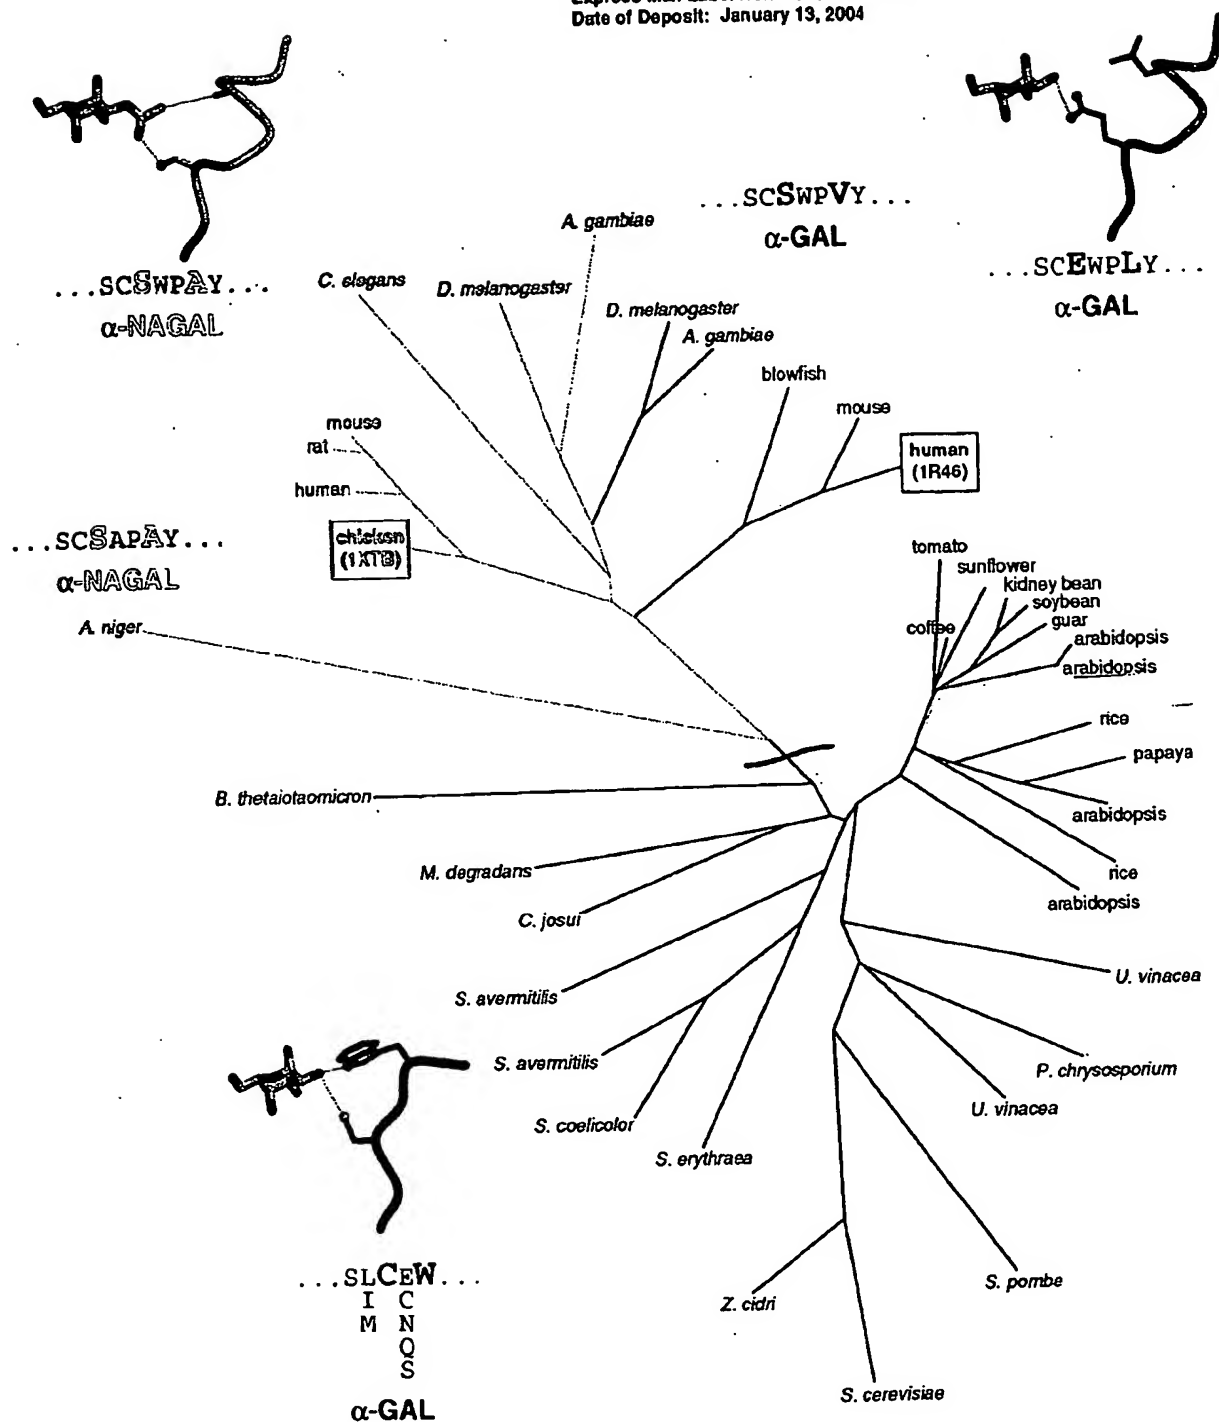 Date of Deposit: January 13, 2004
...SCSWPVY...
α-GAL
A. gambiae
...SCEWPLY...
α-GAL
...SCSWPAY...
α-NAGAL
C. elegans
D. melanogaster
D. melanogaster
A. gambiae
blowfish
mouse
human
(1R46)
mouse
rat
human
chicken
(1XTB)
...SCSAPAY...
α-NAGAL
A. niger
tomato
sunflower
kidney bean
soybean
guar
coffee
arabidopsis
arabidopsis
rice
papaya
arabidopsis
rice
arabidopsis
B. thetaiotaomicron
M. degradans
C. josui
S. avermitilis
S. avermitilis
S. coelicolor
S. erythraea
U. vinacea
P. chrysosporium
U. vinacea
S. pombe
Z. cidri
S. cerevisiae
...SLCEW...
I C
M N
Q
S
α-GAL